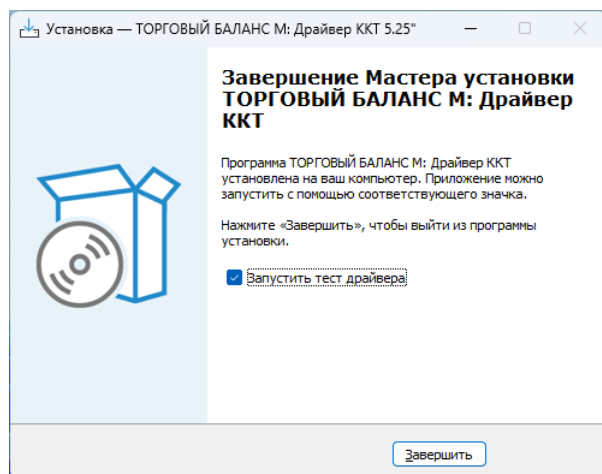 Установка — ТОРГОВЫЙ БАЛАНС М: Драйвер ККТ 5.25"
Завершение Мастера установки
ТОРГОВЫЙ БАЛАНС М: Драйвер
ККТ
Программа ТОРГОВЫЙ БАЛАНС М: Драйвер ККТ
установлена на ваш компьютер. Приложение можно
запустить с помощью соответствующего значка.
Нажмите «Завершить», чтобы выйти из программы
установки.
Запустить тест драйвера
Завершить